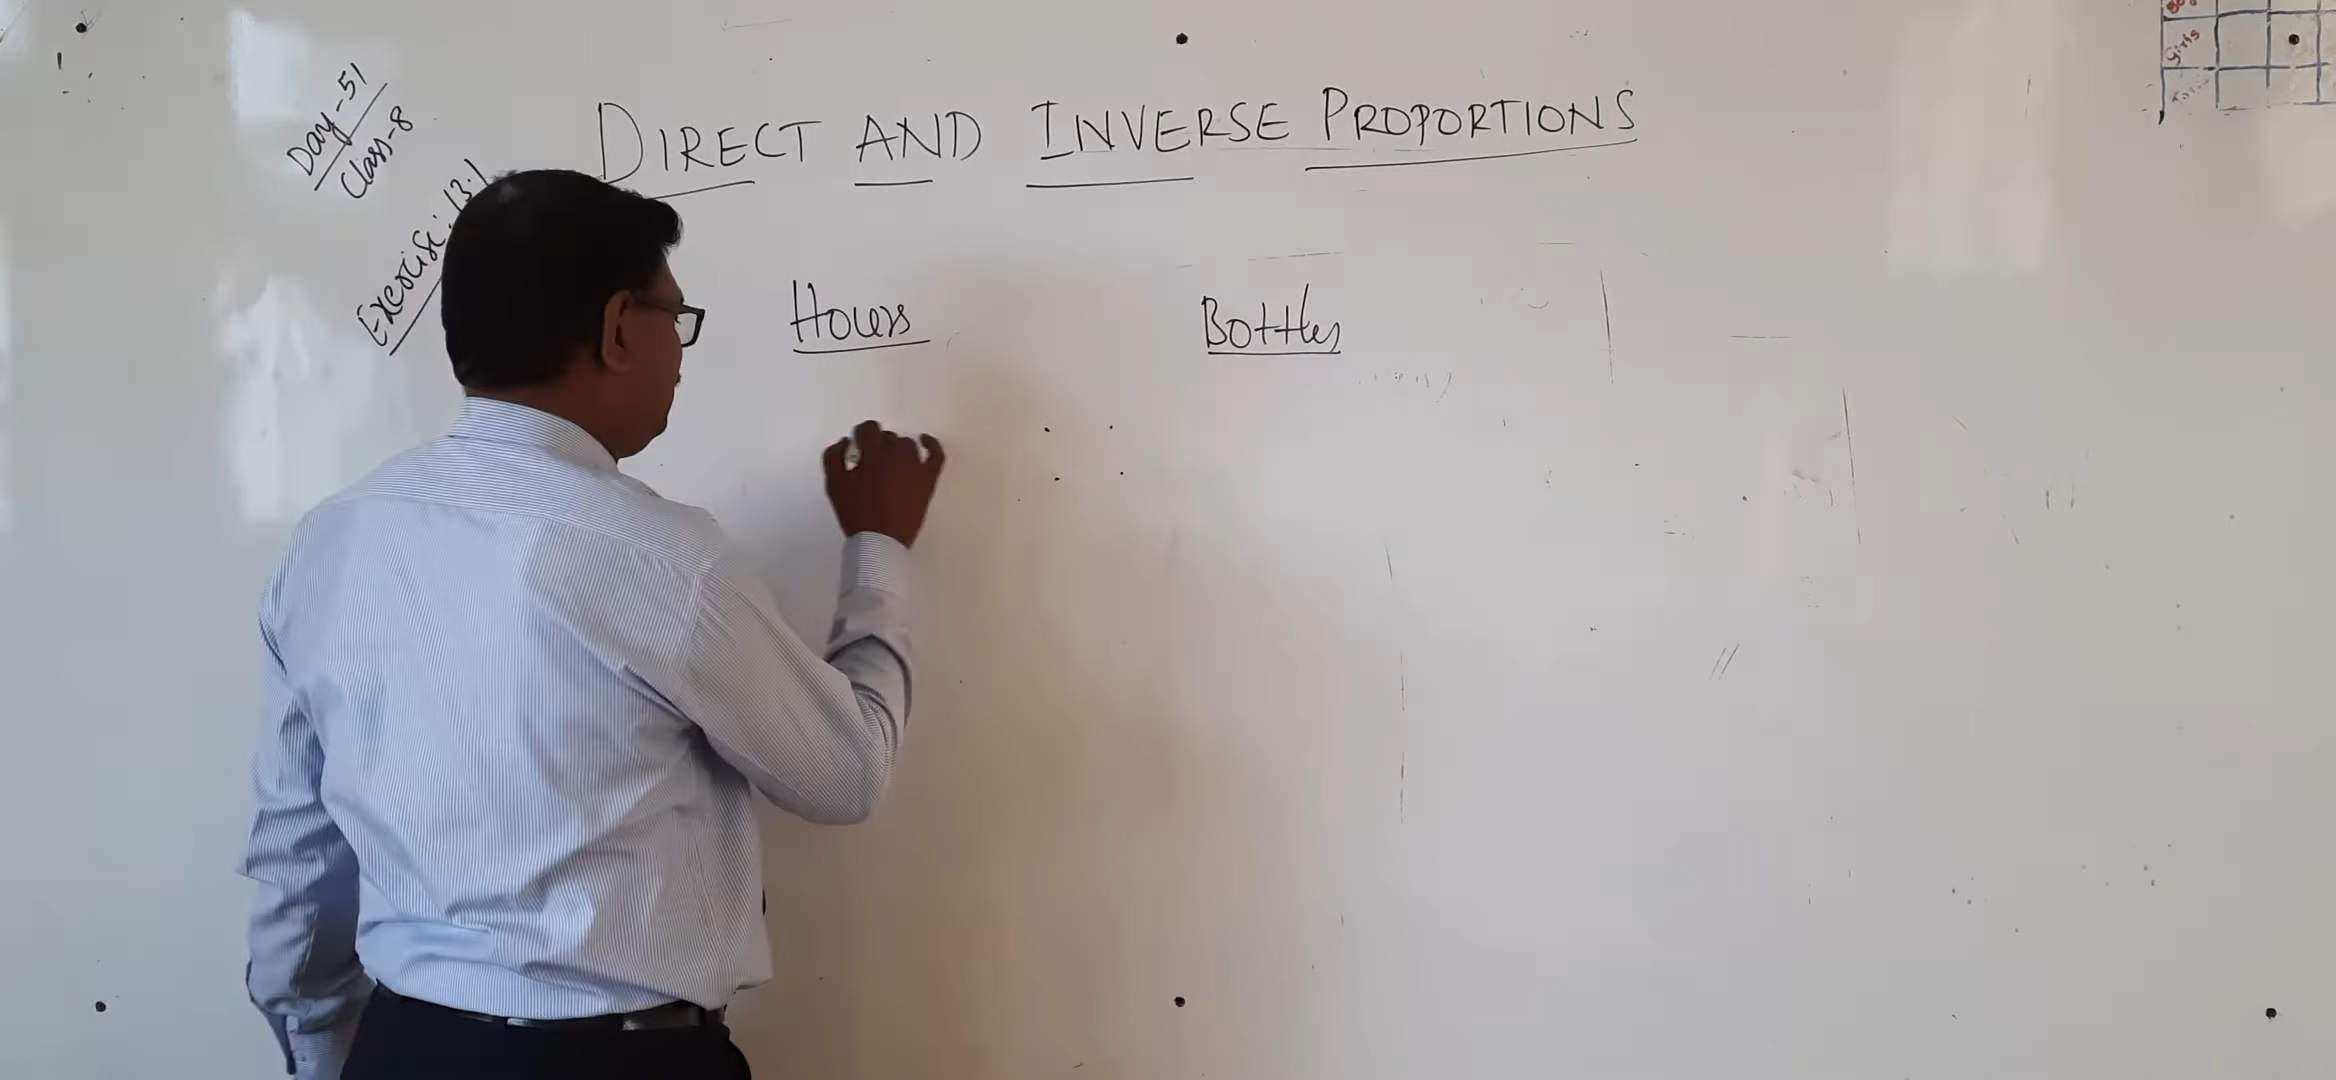 Day-51
Class-8
Exercise: 13.1
DIRECT AND INVERSE PROPORTIONS
Hours Bottles
Girls